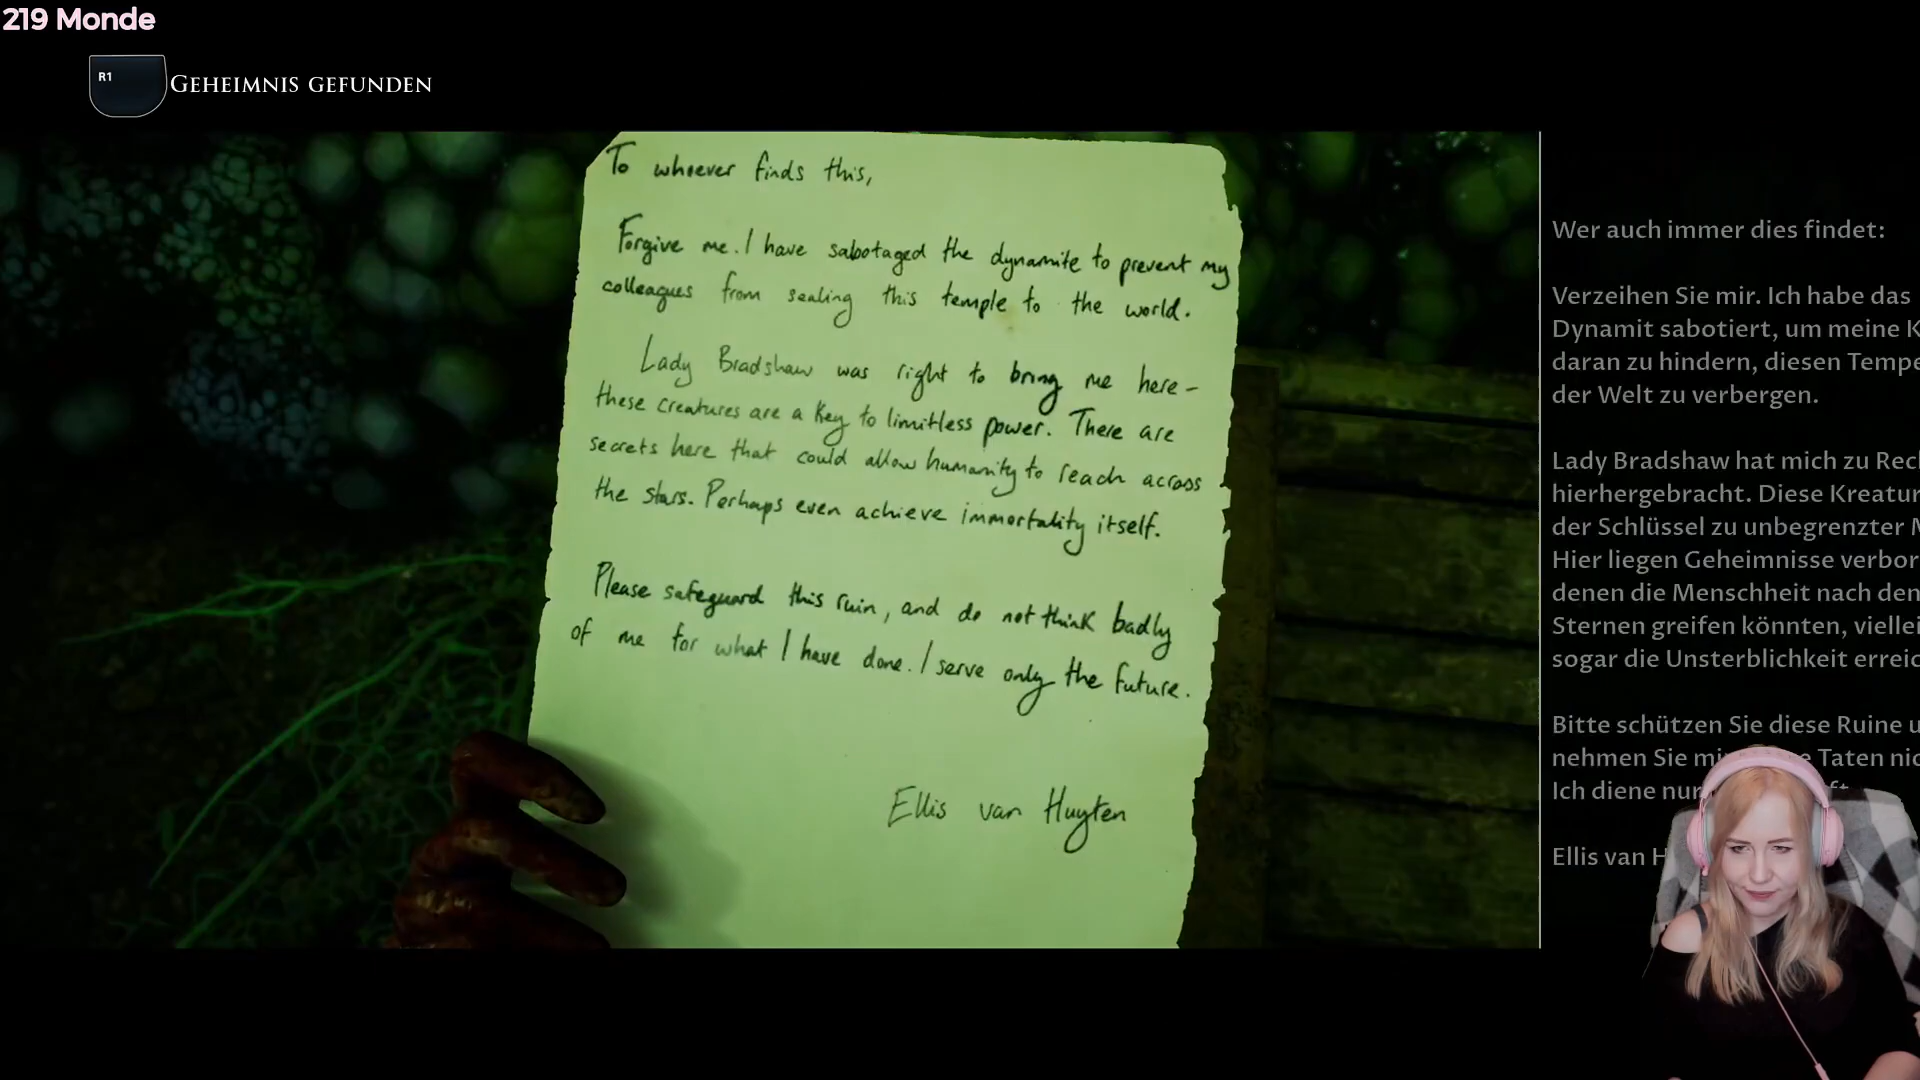 219 Monde
R1
Geheimnis gefunden
To whoever finds this,
Forgive me. I have sabotaged the dynamite to prevent my
colleagues from sealing this temple to the world.
Lady Bradshaw was right to bring me here -
these creatures are a key to limitless power. There are
secrets here that could allow humanity to reach across
the stars. Perhaps even achieve immortality itself.
Please safeguard this ruin, and do not think badly
of me for what I have done. I serve only the future.
Ellis van Huyten
Wer auch immer dies findet:
Verzeihen Sie mir. Ich habe das
Dynamit sabotiert, um meine
daran zu hindern, diesen
der Welt zu verbergen.
Lady Bradshaw hat mich zu
hierhergebracht. Diese
der Schlüssel zu unbegrenzter
Hier liegen Geheimnisse
denen die Menschheit nach
Sternen greifen könnten,
sogar die Unsterblichkeit
Bitte schützen Sie diese Ruine
nehmen Sie Taten
Ich diene nur
Ellis van